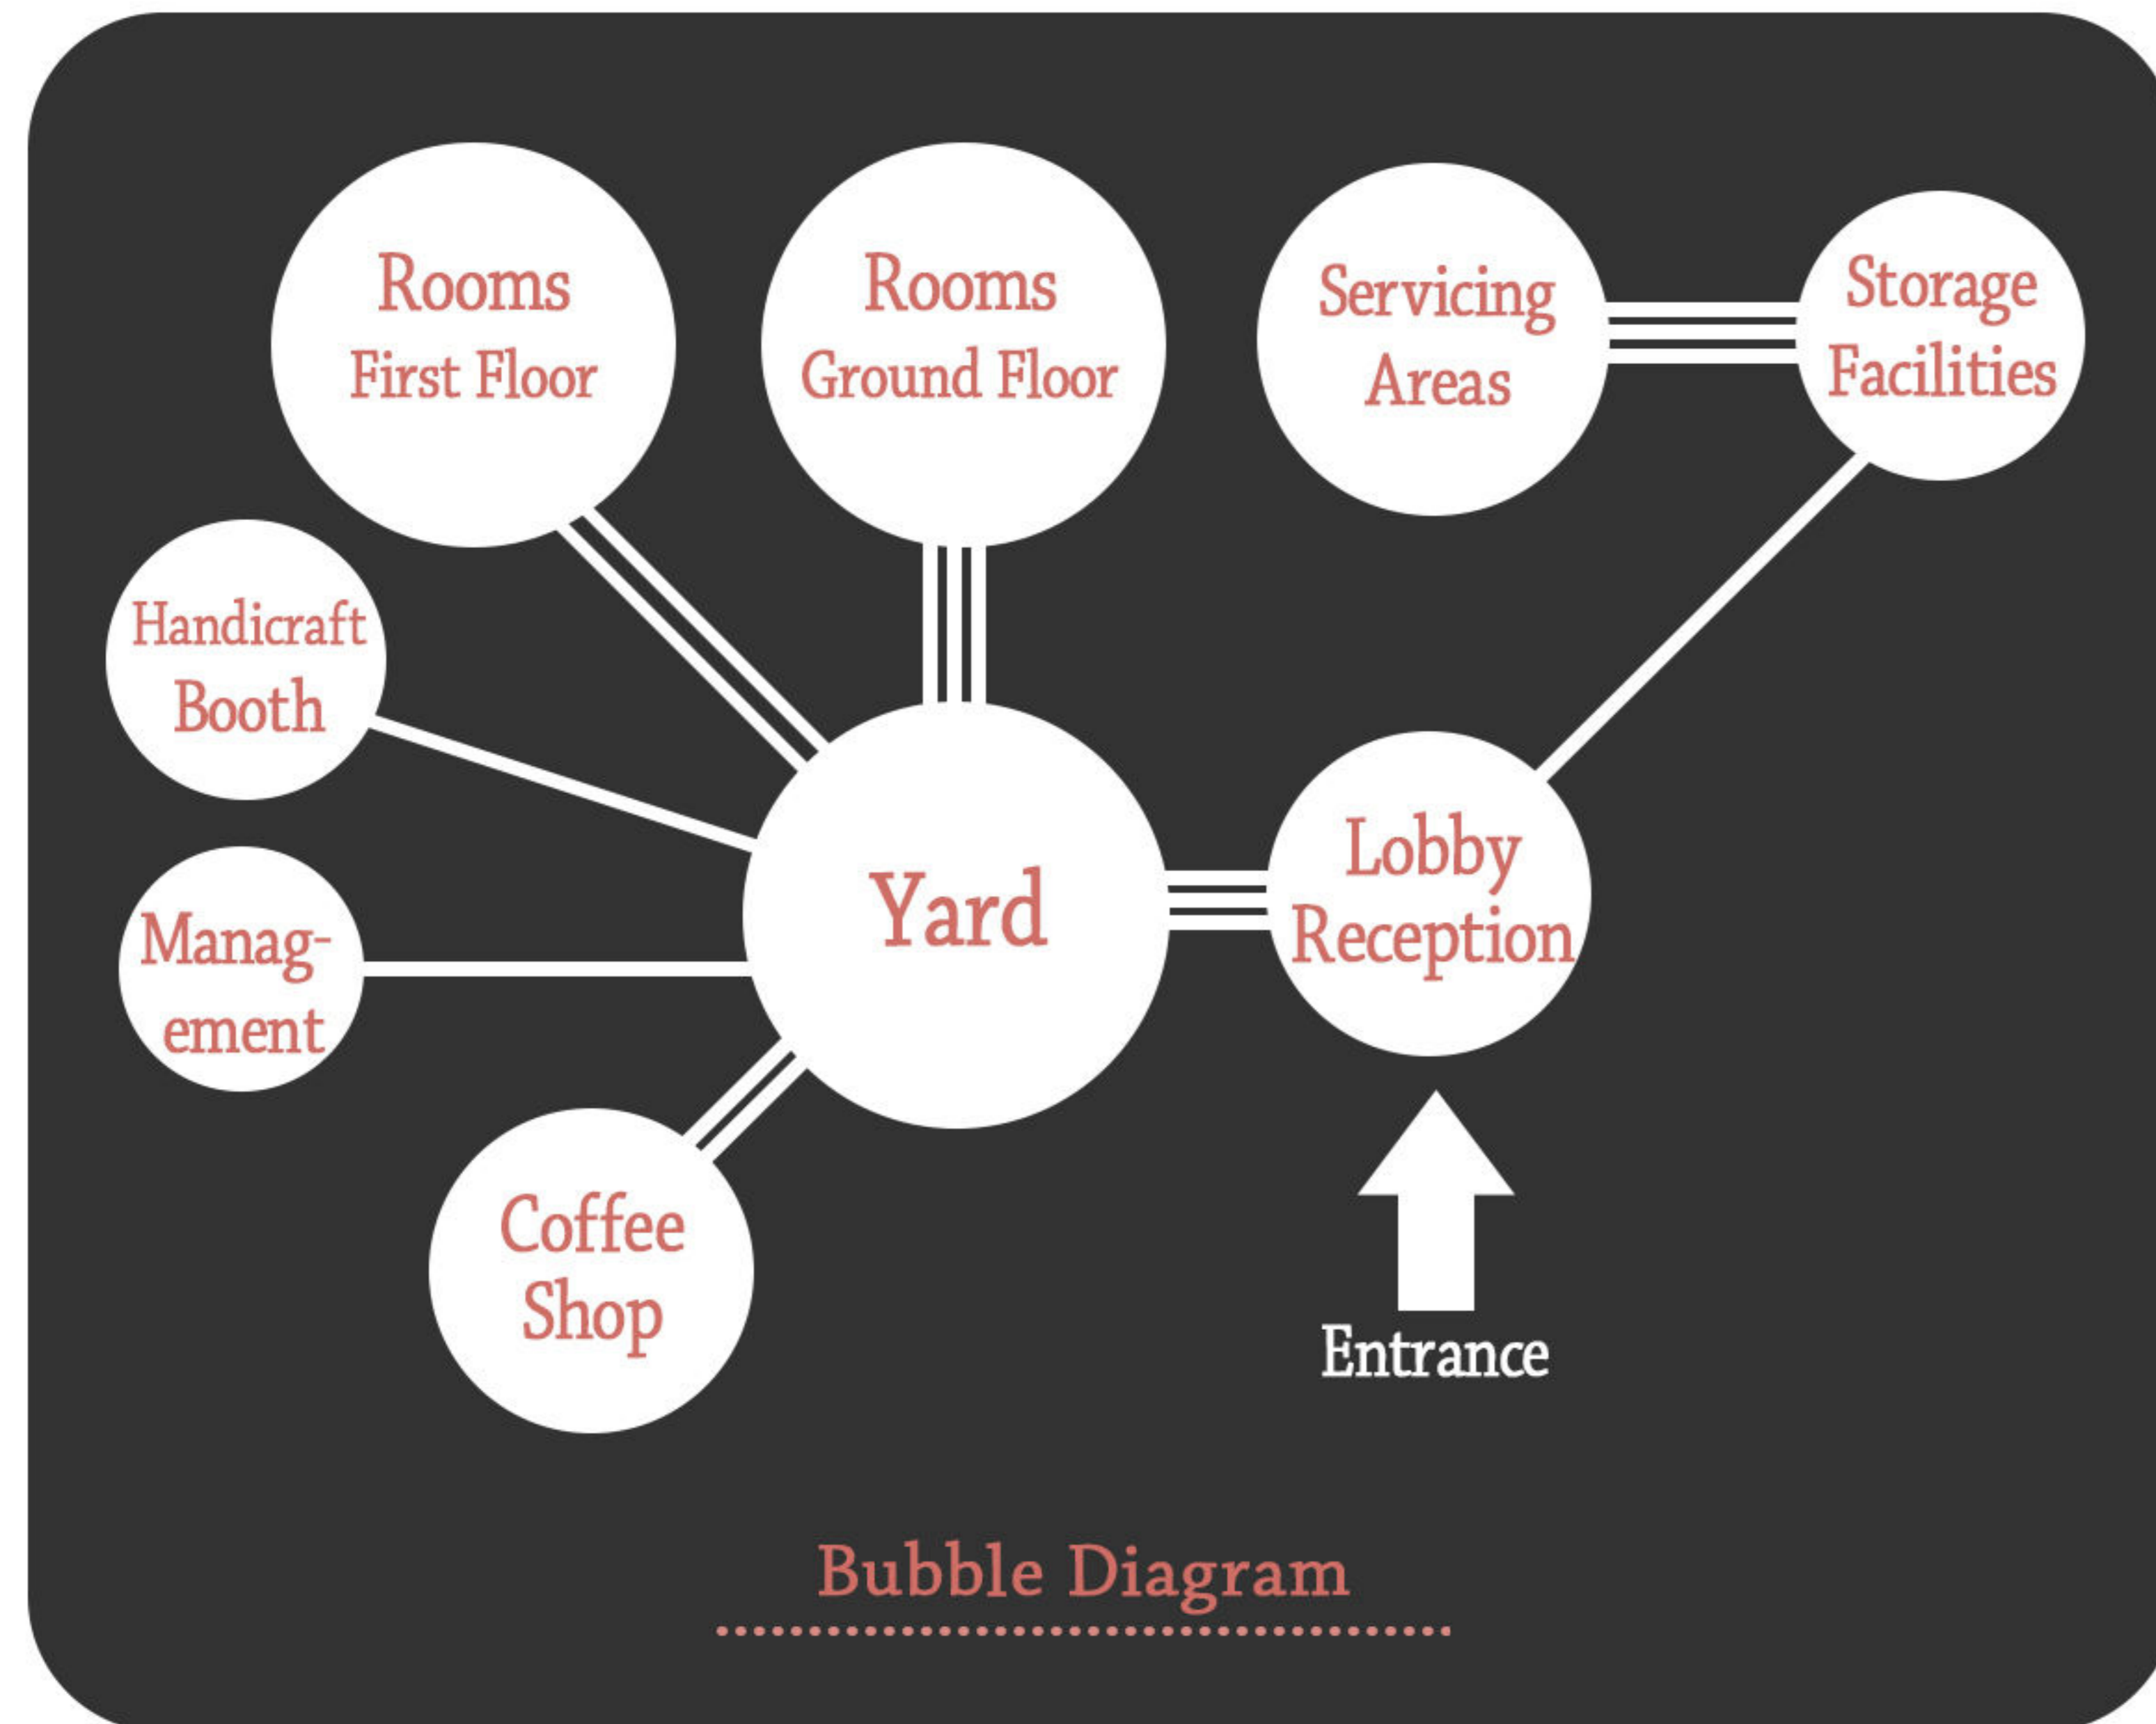 Rooms
First Floor
Rooms
Ground Floor
Servicing
Areas
Storage
Facilities
Handicraft
Booth
Manag-
ement
Yard
Lobby
Reception
Coffee
Shop
Entrance
Bubble Diagram